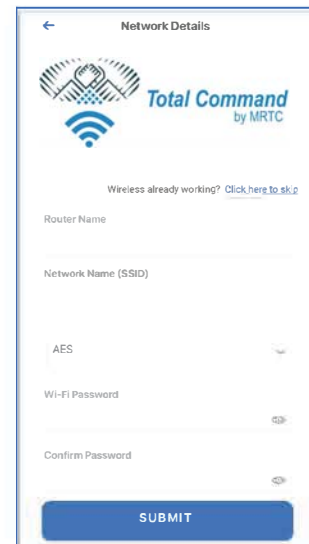 Network Details
Total Command
by MRTC
Wireless already working? Click here to skip
Router Name
Network Name (SSID)
AES
Wi-Fi Password
Confirm Password
SUBMIT